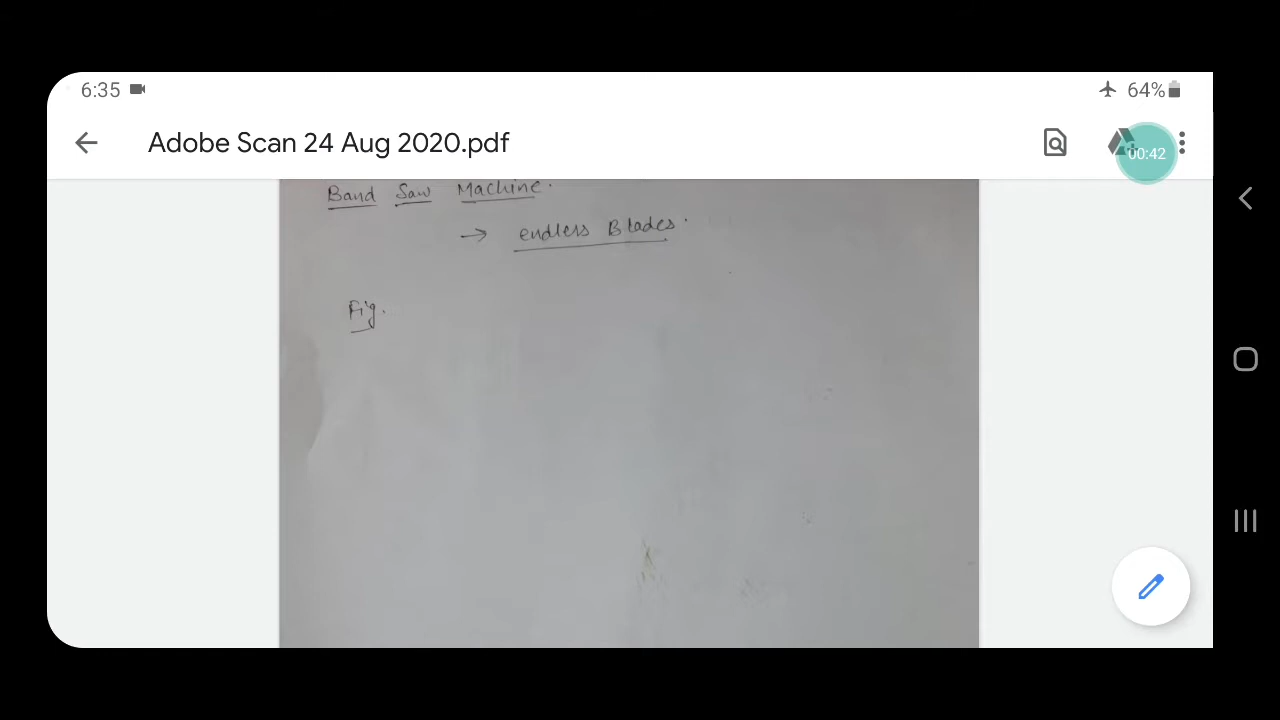 6:35
64%
Adobe Scan 24 Aug 2020.pdf
00:42
Band Saw Machine.
→ endless Blades.
Fig.